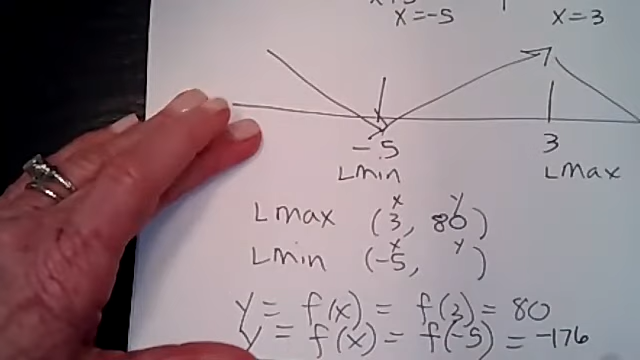 x=-5 x=3
-5 3
Lmin Lmax
x y
Lmax (3, 80)
x y
Lmin (-5, )
y = f(x) = f(3) = 80
y = f(x) = f(-5) = -176